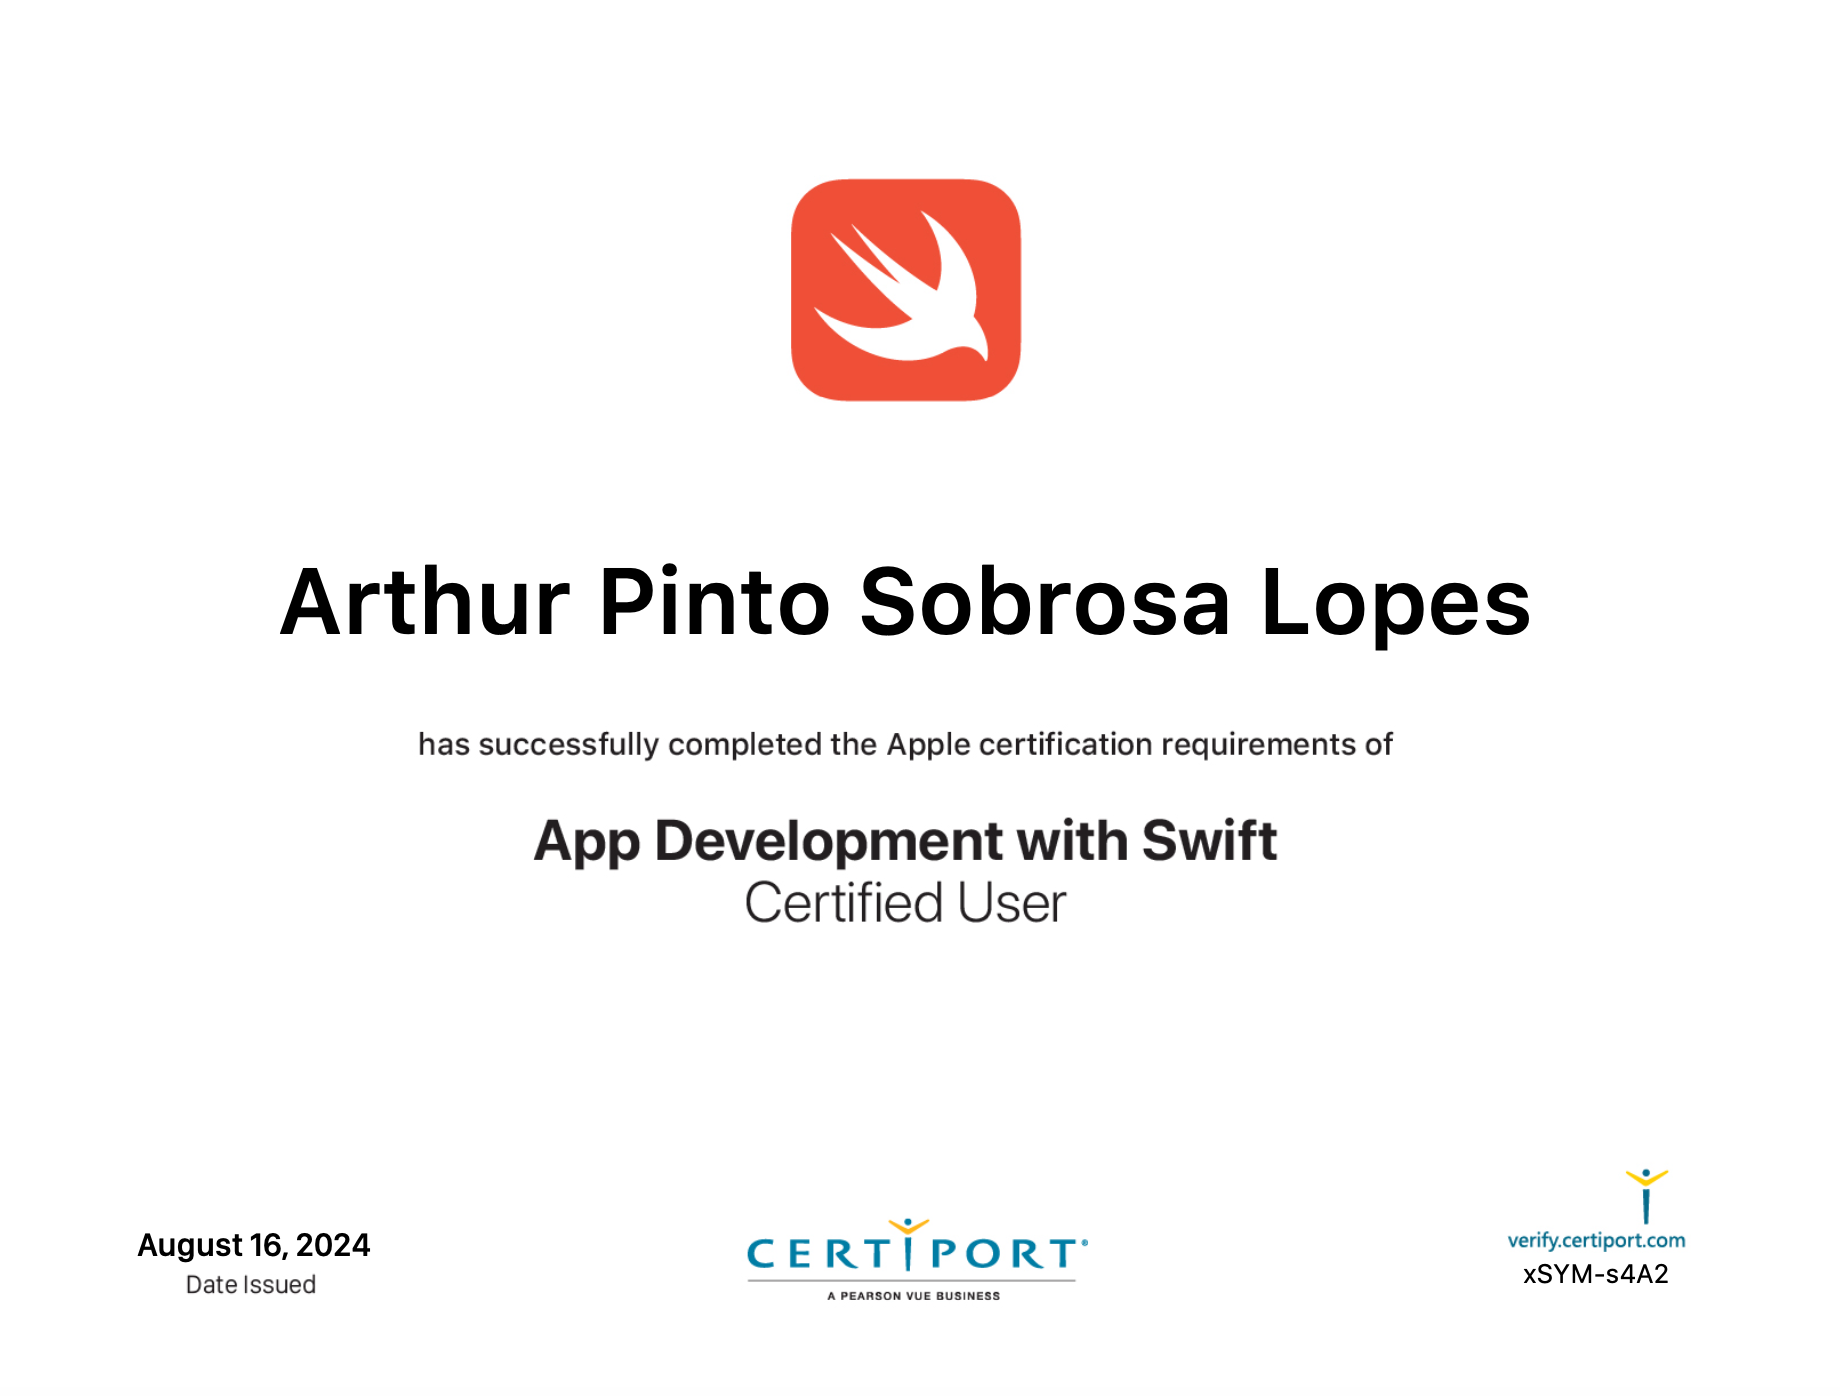 Arthur Pinto Sobrosa Lopes
has successfully completed the Apple certification requirements of
App Development with Swift
Certified User
August 16, 2024
Date Issued
CERTIPORT®
A PEARSON VUE BUSINESS
verify.certiport.com
xSYM-s4A2